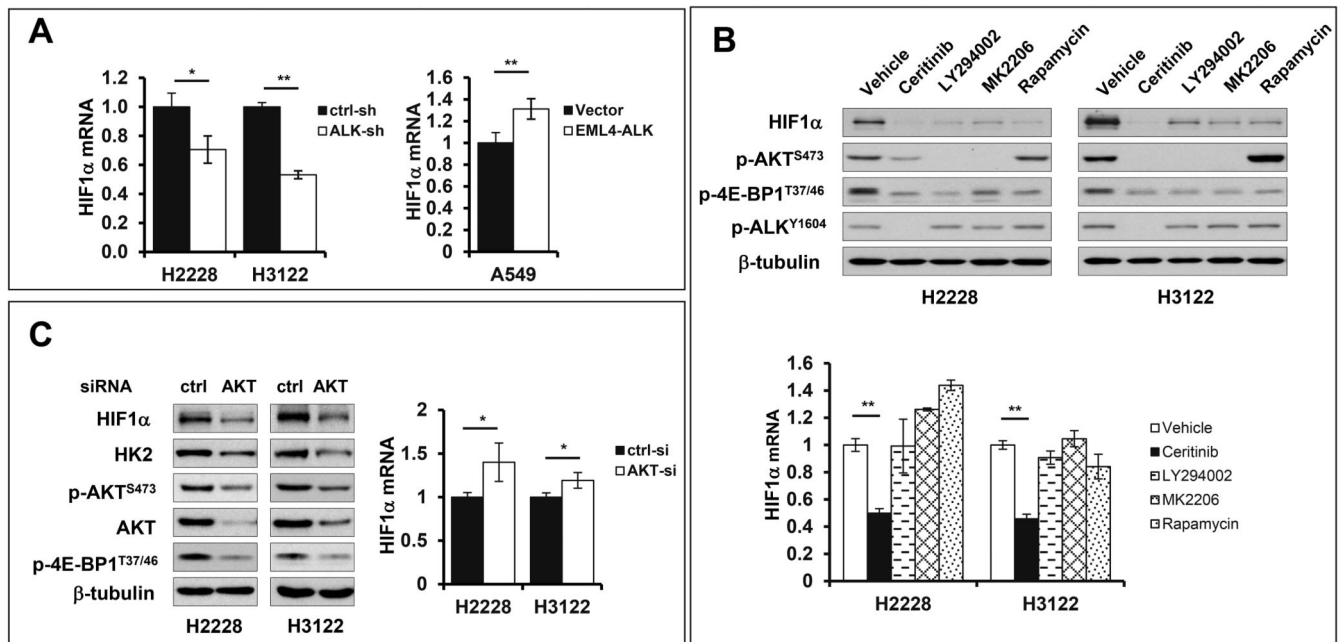 A
HIF1α mRNA
1.2
1.0
0.8
0.6
0.4
0.2
0.0
*
**
ctrl-sh
ALK-sh
H2228 H3122
HIF1α mRNA
1.6
1.4
1.2
1
0.8
0.6
0.4
0.2
0
**
Vector
EML4-ALK
A549
B
Vehicle Ceritinib LY294002 MK2206 Rapamycin Vehicle Ceritinib LY294002 MK2206 Rapamycin
HIF1α
p-AKTS473
p-4E-BP1T37/46
p-ALKY1604
β-tubulin
H2228 H3122
HIF1α mRNA
1.6
1.4
1.2
1
0.8
0.6
0.4
0.2
0
**
**
Vehicle
Ceritinib
LY294002
MK2206
Rapamycin
H2228 H3122
C
siRNA ctrl AKT ctrl AKT
HIF1α
HK2
p-AKTS473
AKT
p-4E-BP1T37/46
β-tubulin
H2228 H3122
HIF1α mRNA
2
1.5
1
0.5
0
*
*
ctrl-si
AKT-si
H2228 H3122